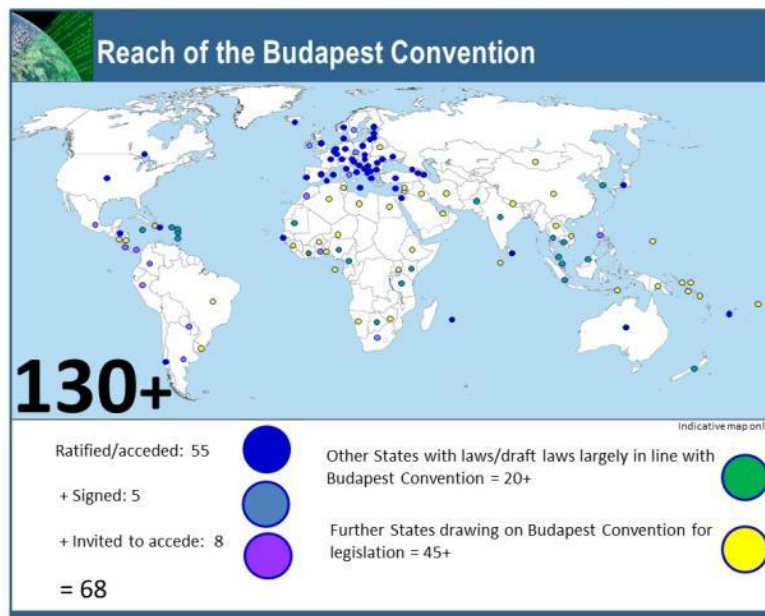 Reach of the Budapest Convention
130+
Indicative map onl
Ratified/acceded: 55
+ Signed: 5
+ Invited to accede: 8
= 68
Other States with laws/draft laws largely in line with
Budapest Convention = 20+
Further States drawing on Budapest Convention for
legislation = 45+